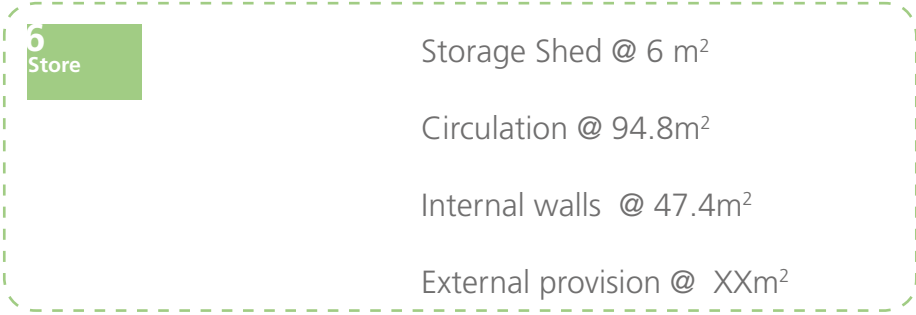 6
Store
Storage Shed @ 6 m²
Circulation @ 94.8m²
Internal walls @ 47.4m²
External provision @ XXm²